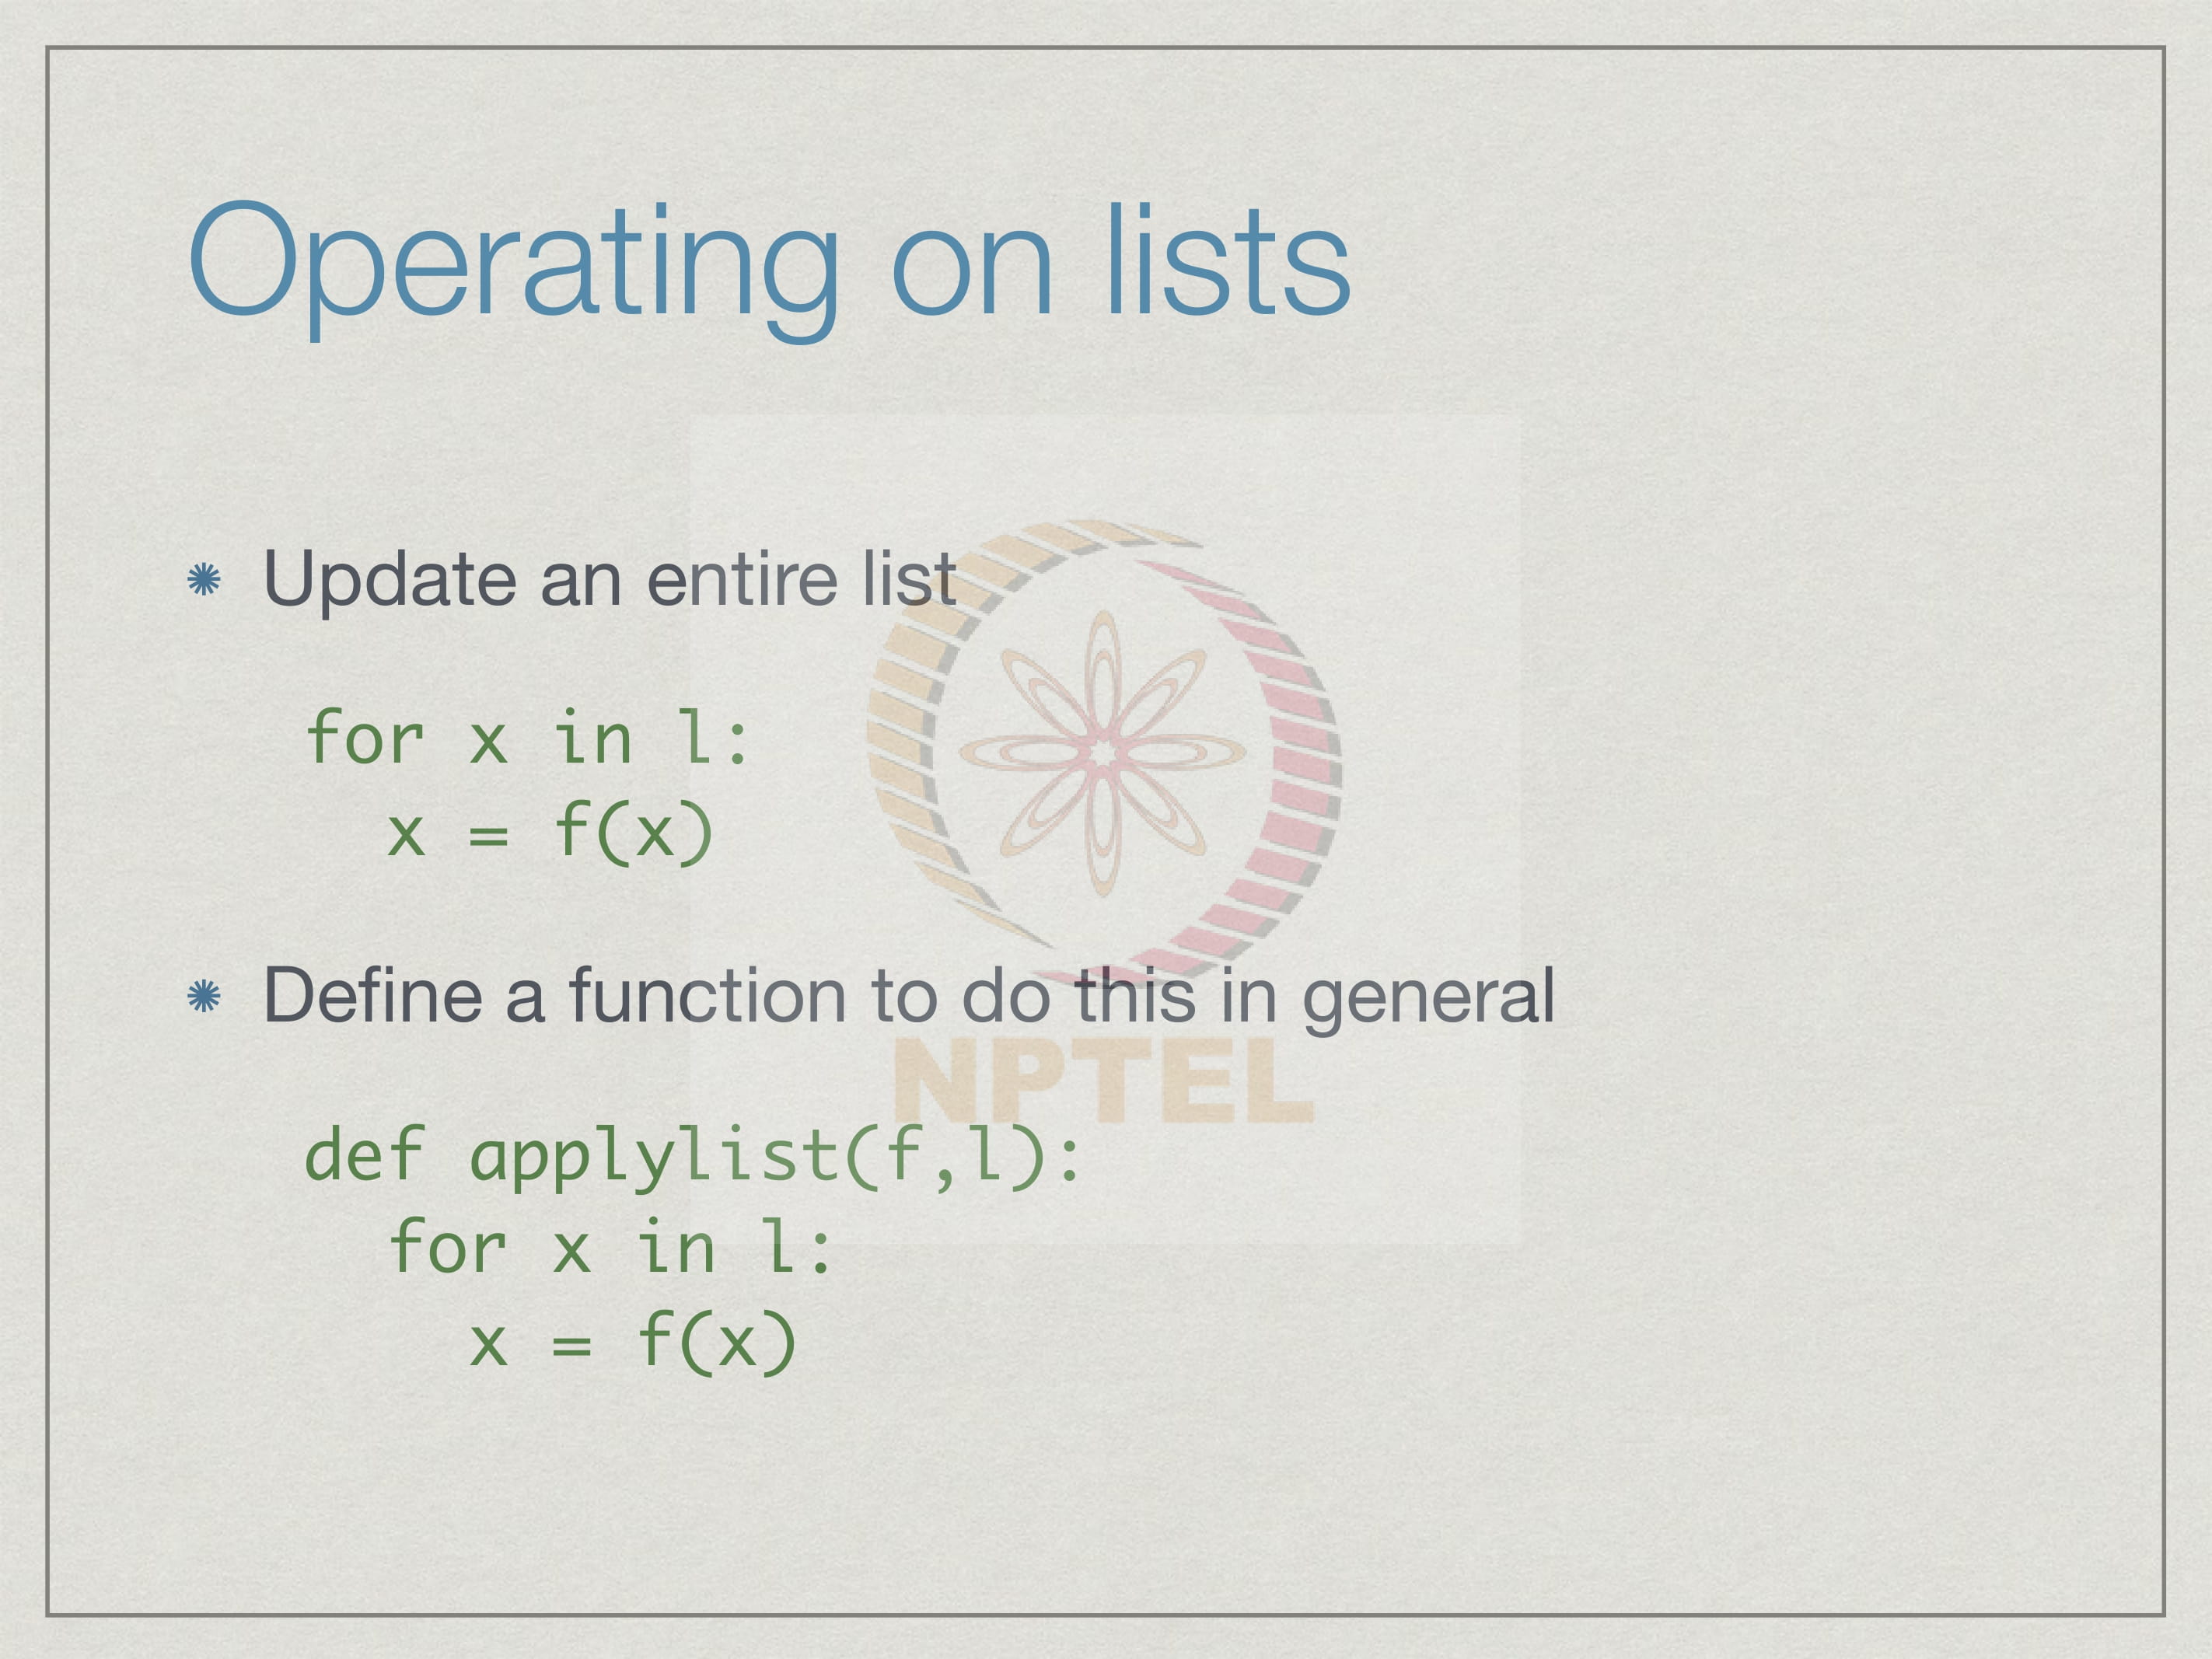 Operating on lists
Update an entire list
for x in l:
x = f(x)
Define a function to do this in general
NPTEL
def applylist(f,l):
for x in l:
x = f(x)